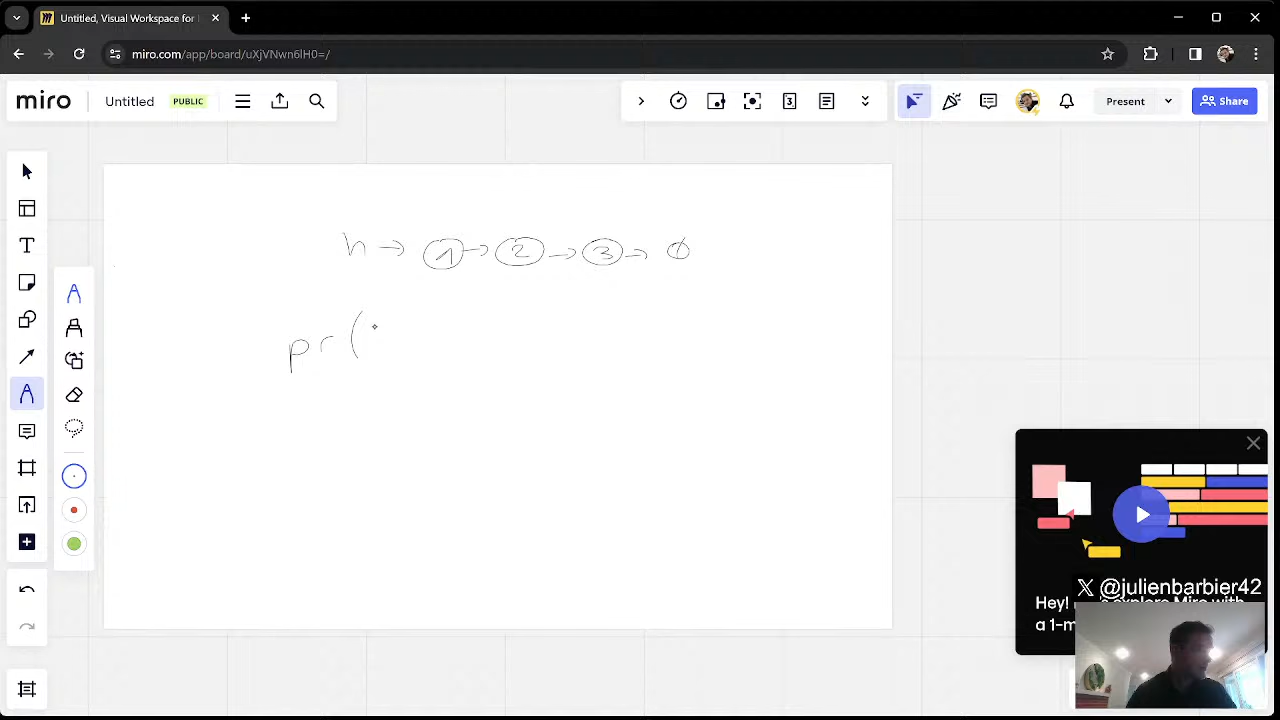 Untitled, Visual Workspace for I
miro.com/app/board/uXjVNwn6lH0=/
miro Untitled PUBLIC
3
Present
Share
h → 1 → 2 → 3 → ∅
pr (
Hey!
a 1-m
X @julienbarbier42